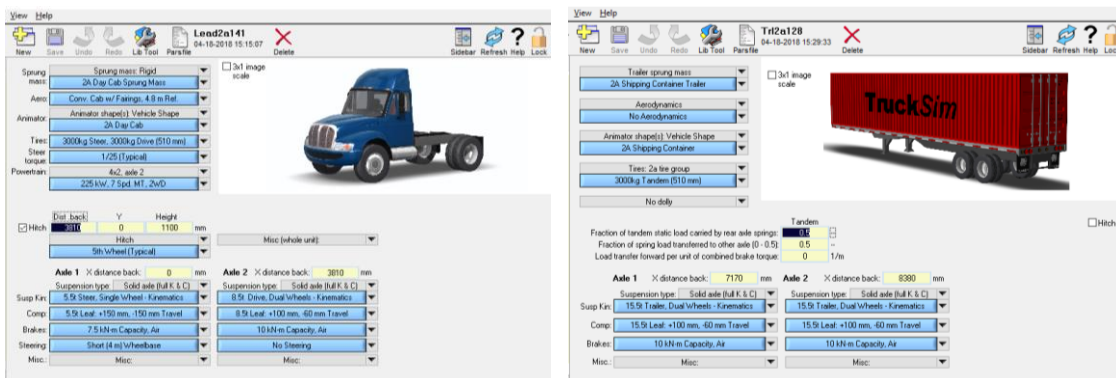 View Help
Lead2a141
04-18-2018 15:15:07
New Save Undo Redo Lib Tool Parsfile Delete Sidebar Refresh Help Lock
Sprung mass: Sprung mass: Rigid
2A Day Cab Sprung Mass
3x1 image scale
Aero: Conv. Cab w/ Fairings, 4.8 m Ref.
Animator: Animator shape(s): Vehicle Shape
2A Day Cab
Tires: 3000kg Steer, 3000kg Drive (510 mm)
Steer torque: 1/25 (Typical)
Powertrain: 4x2, axle 2
225 kW, 7 Spd. MT, 2WD
Dist. back: Y Height
Hitch 3810 0 1100 mm
Hitch Misc (whole unit):
5th Wheel (Typical)
Axle 1 X distance back: 0 mm Axle 2 X distance back: 3810 mm
Suspension type: Solid axle (full K & C) Suspension type: Solid axle (full K & C)
Susp Kin: 5.5t Steer, Single Wheel - Kinematics 8.5t Drive, Dual Wheels - Kinematics
Comp: 5.5t Leaf: +150 mm, -150 mm Travel 8.5t Leaf: +100 mm, -60 mm Travel
Brakes: 7.5 kN-m Capacity, Air 10 kN-m Capacity, Air
Steering: Short (4 m) Wheelbase No Steering
Misc.: Misc: Misc:
View Help
Trl2a128
04-18-2018 15:29:33
New Save Undo Redo Lib Tool Parsfile Delete Sidebar Refresh Help Lock
Trailer sprung mass
2A Shipping Container Trailer
3x1 image scale
TruckSim
Aerodynamics
No Aerodynamics
Animator shape(s): Vehicle Shape
2A Shipping Container
Tires: 2a tire group
3000kg Tandem (510 mm)
No dolly
Tandem
Hitch
Fraction of tandem static load carried by rear axle springs: 0.5
Fraction of spring load transferred to other axle (0 - 0.5): 0.5 --
Load transfer forward per unit of combined brake torque: 0 1/m
Axle 1 X distance back: 7170 mm Axle 2 X distance back: 8380 mm
Suspension type: Solid axle (full K & C) Suspension type: Solid axle (full K & C)
Susp Kin: 15.5t Trailer, Dual Wheels - Kinematics 15.5t Trailer, Dual Wheels - Kinematics
Comp: 15.5t Leaf: +100 mm, -60 mm Travel 15.5t Leaf: +100 mm, -60 mm Travel
Brakes: 10 kN-m Capacity, Air 10 kN-m Capacity, Air
Misc.: Misc: Misc: